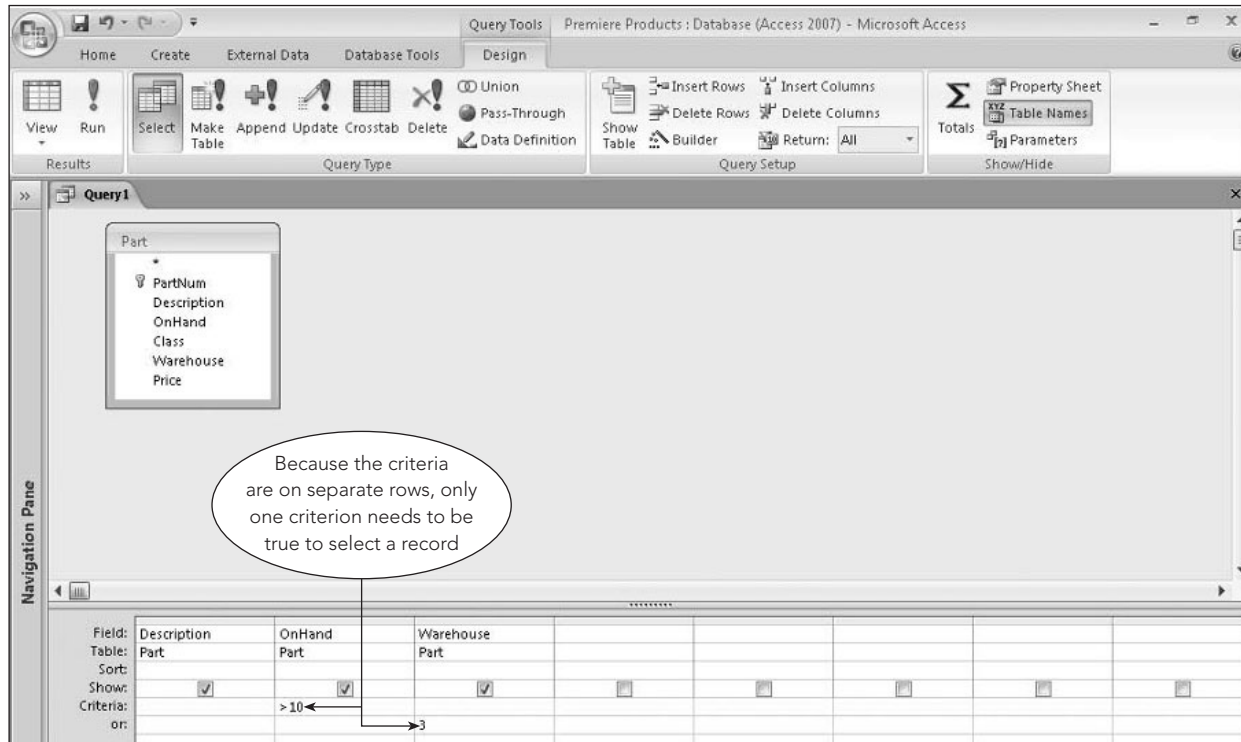 Query Tools Premiere Products : Database (Access 2007) - Microsoft Access
Home Create External Data Database Tools Design
View Run
Results
Select Make Table Append Update Crosstab Delete
Union
Pass-Through
Data Definition
Query Type
Show Table
Insert Rows
Delete Rows
Builder
Insert Columns
Delete Columns
Return: All
Query Setup
Totals
Property Sheet
XYZ Table Names
[?] Parameters
Show/Hide
» Query1 ×
Navigation Pane
Part
*
PartNum
Description
OnHand
Class
Warehouse
Price
Because the criteria
are on separate rows, only
one criterion needs to be
true to select a record
Field: Description OnHand Warehouse
Table: Part Part Part
Sort:
Show:
Criteria: >10
or: 3